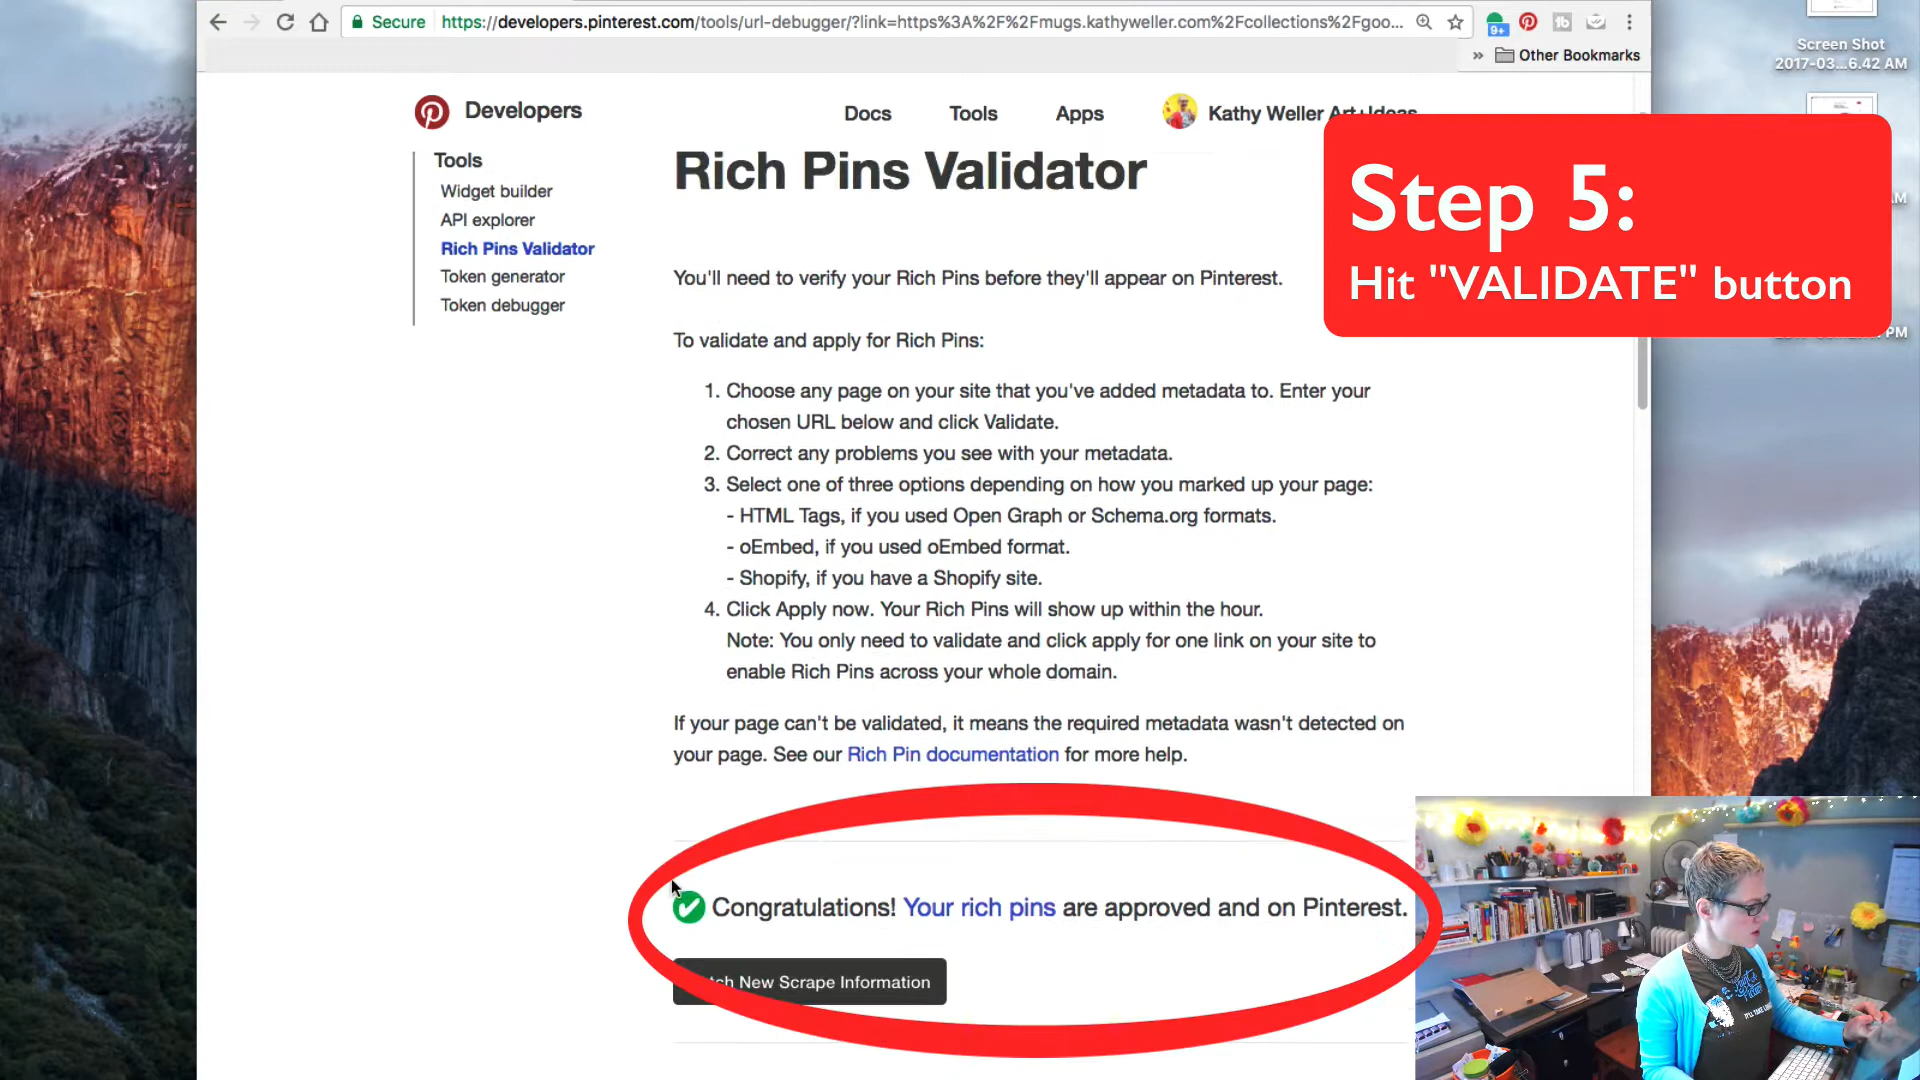 Secure https://developers.pinterest.com/tools/url-debugger/?link=https%3A%2F%2Fmugs.kathyweller.com%2Fcollections%2Fgoo...
9+
Other Bookmarks
Screen Shot
2017-03...6.42 AM
Developers
Docs
Tools
Apps
Kathy Weller Art+Ideas
Tools
Widget builder
API explorer
Rich Pins Validator
Token generator
Token debugger
Rich Pins Validator
Step 5:
Hit "VALIDATE" button
You'll need to verify your Rich Pins before they'll appear on Pinterest.
To validate and apply for Rich Pins:
1. Choose any page on your site that you've added metadata to. Enter your
chosen URL below and click Validate.
2. Correct any problems you see with your metadata.
3. Select one of three options depending on how you marked up your page:
- HTML Tags, if you used Open Graph or Schema.org formats.
- oEmbed, if you used oEmbed format.
- Shopify, if you have a Shopify site.
4. Click Apply now. Your Rich Pins will show up within the hour.
Note: You only need to validate and click apply for one link on your site to
enable Rich Pins across your whole domain.
If your page can't be validated, it means the required metadata wasn't detected on
your page. See our Rich Pin documentation for more help.
Congratulations! Your rich pins are approved and on Pinterest.
New Scrape Information